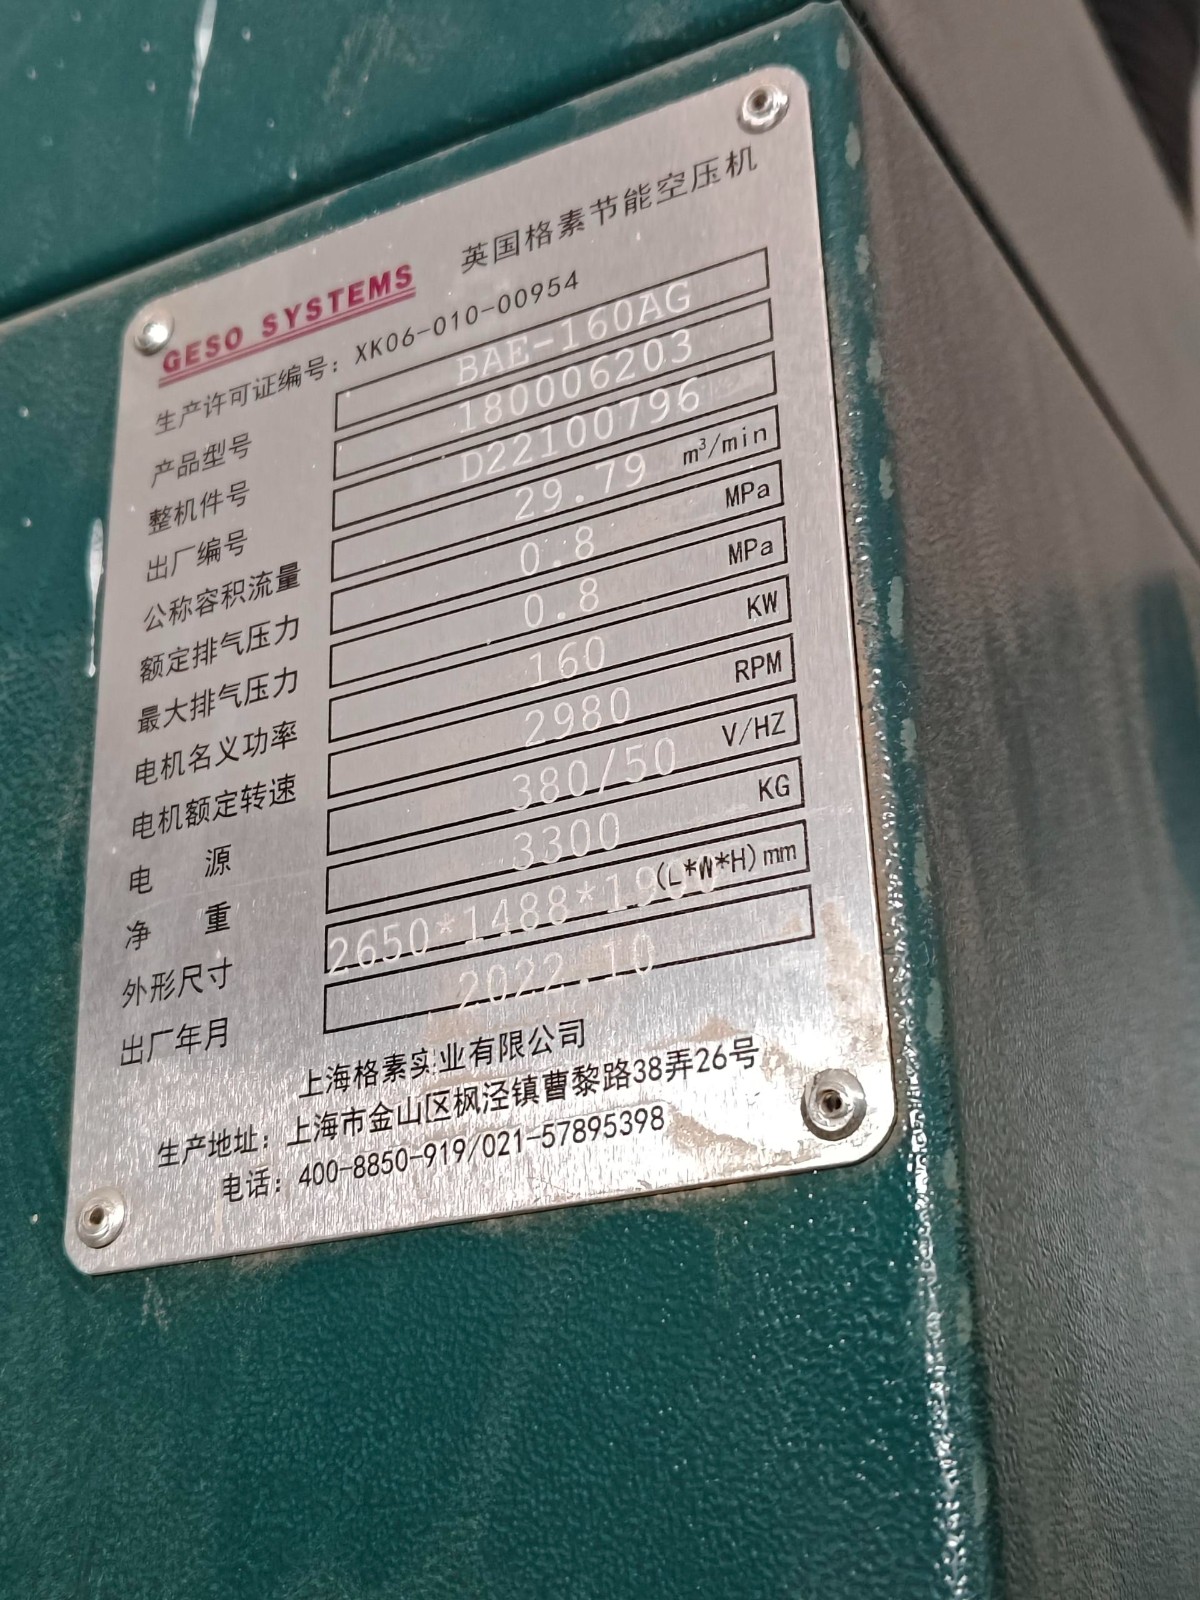 GESO SYSTEMS 英国格素节能空压机
生产许可证编号: XK06-010-00954
产品型号 BAE-160AG
整机件号 180006203
出厂编号 D22100796
公称容积流量 29.79 m³/min
额定排气压力 0.8 MPa
最大排气压力 0.8 MPa
电机名义功率 160 KW
电机额定转速 2980 RPM
电 源 380/50 V/HZ
净 重 3300 KG
外形尺寸 2650*1488*1900 (L*W*H)mm
出厂年月 2022.10
上海格素实业有限公司
生产地址: 上海市金山区枫泾镇曹黎路38弄26号
电话: 400-8850-919/021-57895398